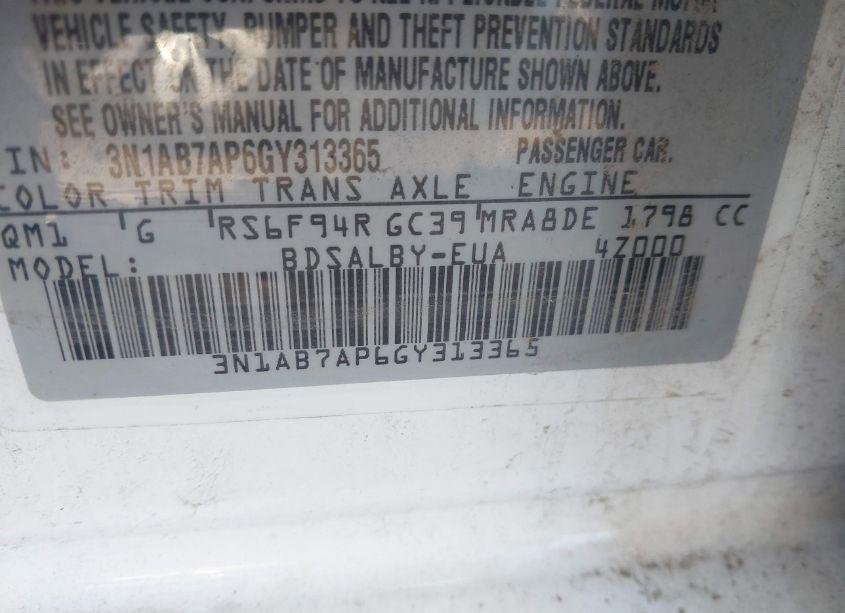 VEHICLE SAFETY, BUMPER AND THEFT PREVENTION STANDARDS
IN EFFECT ON THE DATE OF MANUFACTURE SHOWN ABOVE.
SEE OWNER'S MANUAL FOR ADDITIONAL INFORMATION.
IN: 3N1AB7AP6GY313365 PASSENGER CAR.
COLOR TRIM TRANS AXLE ENGINE
QM1 G RS6F94R GC39 MRA8DE 1798 CC
MODEL: BDSALBY-EUA 4Z000
3N1AB7AP6GY313365